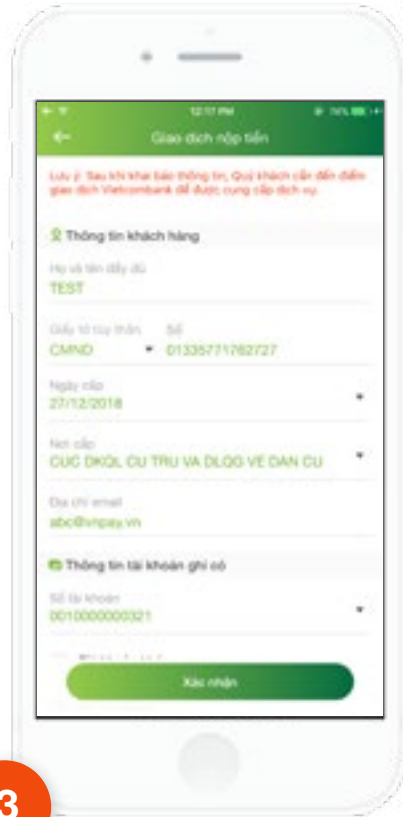 12:17 PM
Giao dịch nộp tiền
Lưu ý: Sau khi khai báo thông tin, Quý khách cần đến điểm
giao dịch Vietcombank để được cung cấp dịch vụ.
Thông tin khách hàng
Họ và tên đầy đủ
TEST
Giấy tờ tùy thân Số
CMND 01335771762727
Ngày cấp
27/12/2018
Nơi cấp
CUC DKQL CU TRU VA DLQG VE DAN CU
Địa chỉ email
abc@vnpay.vn
Thông tin tài khoản ghi có
Số tài khoản
0010000000321
Xác nhận
3